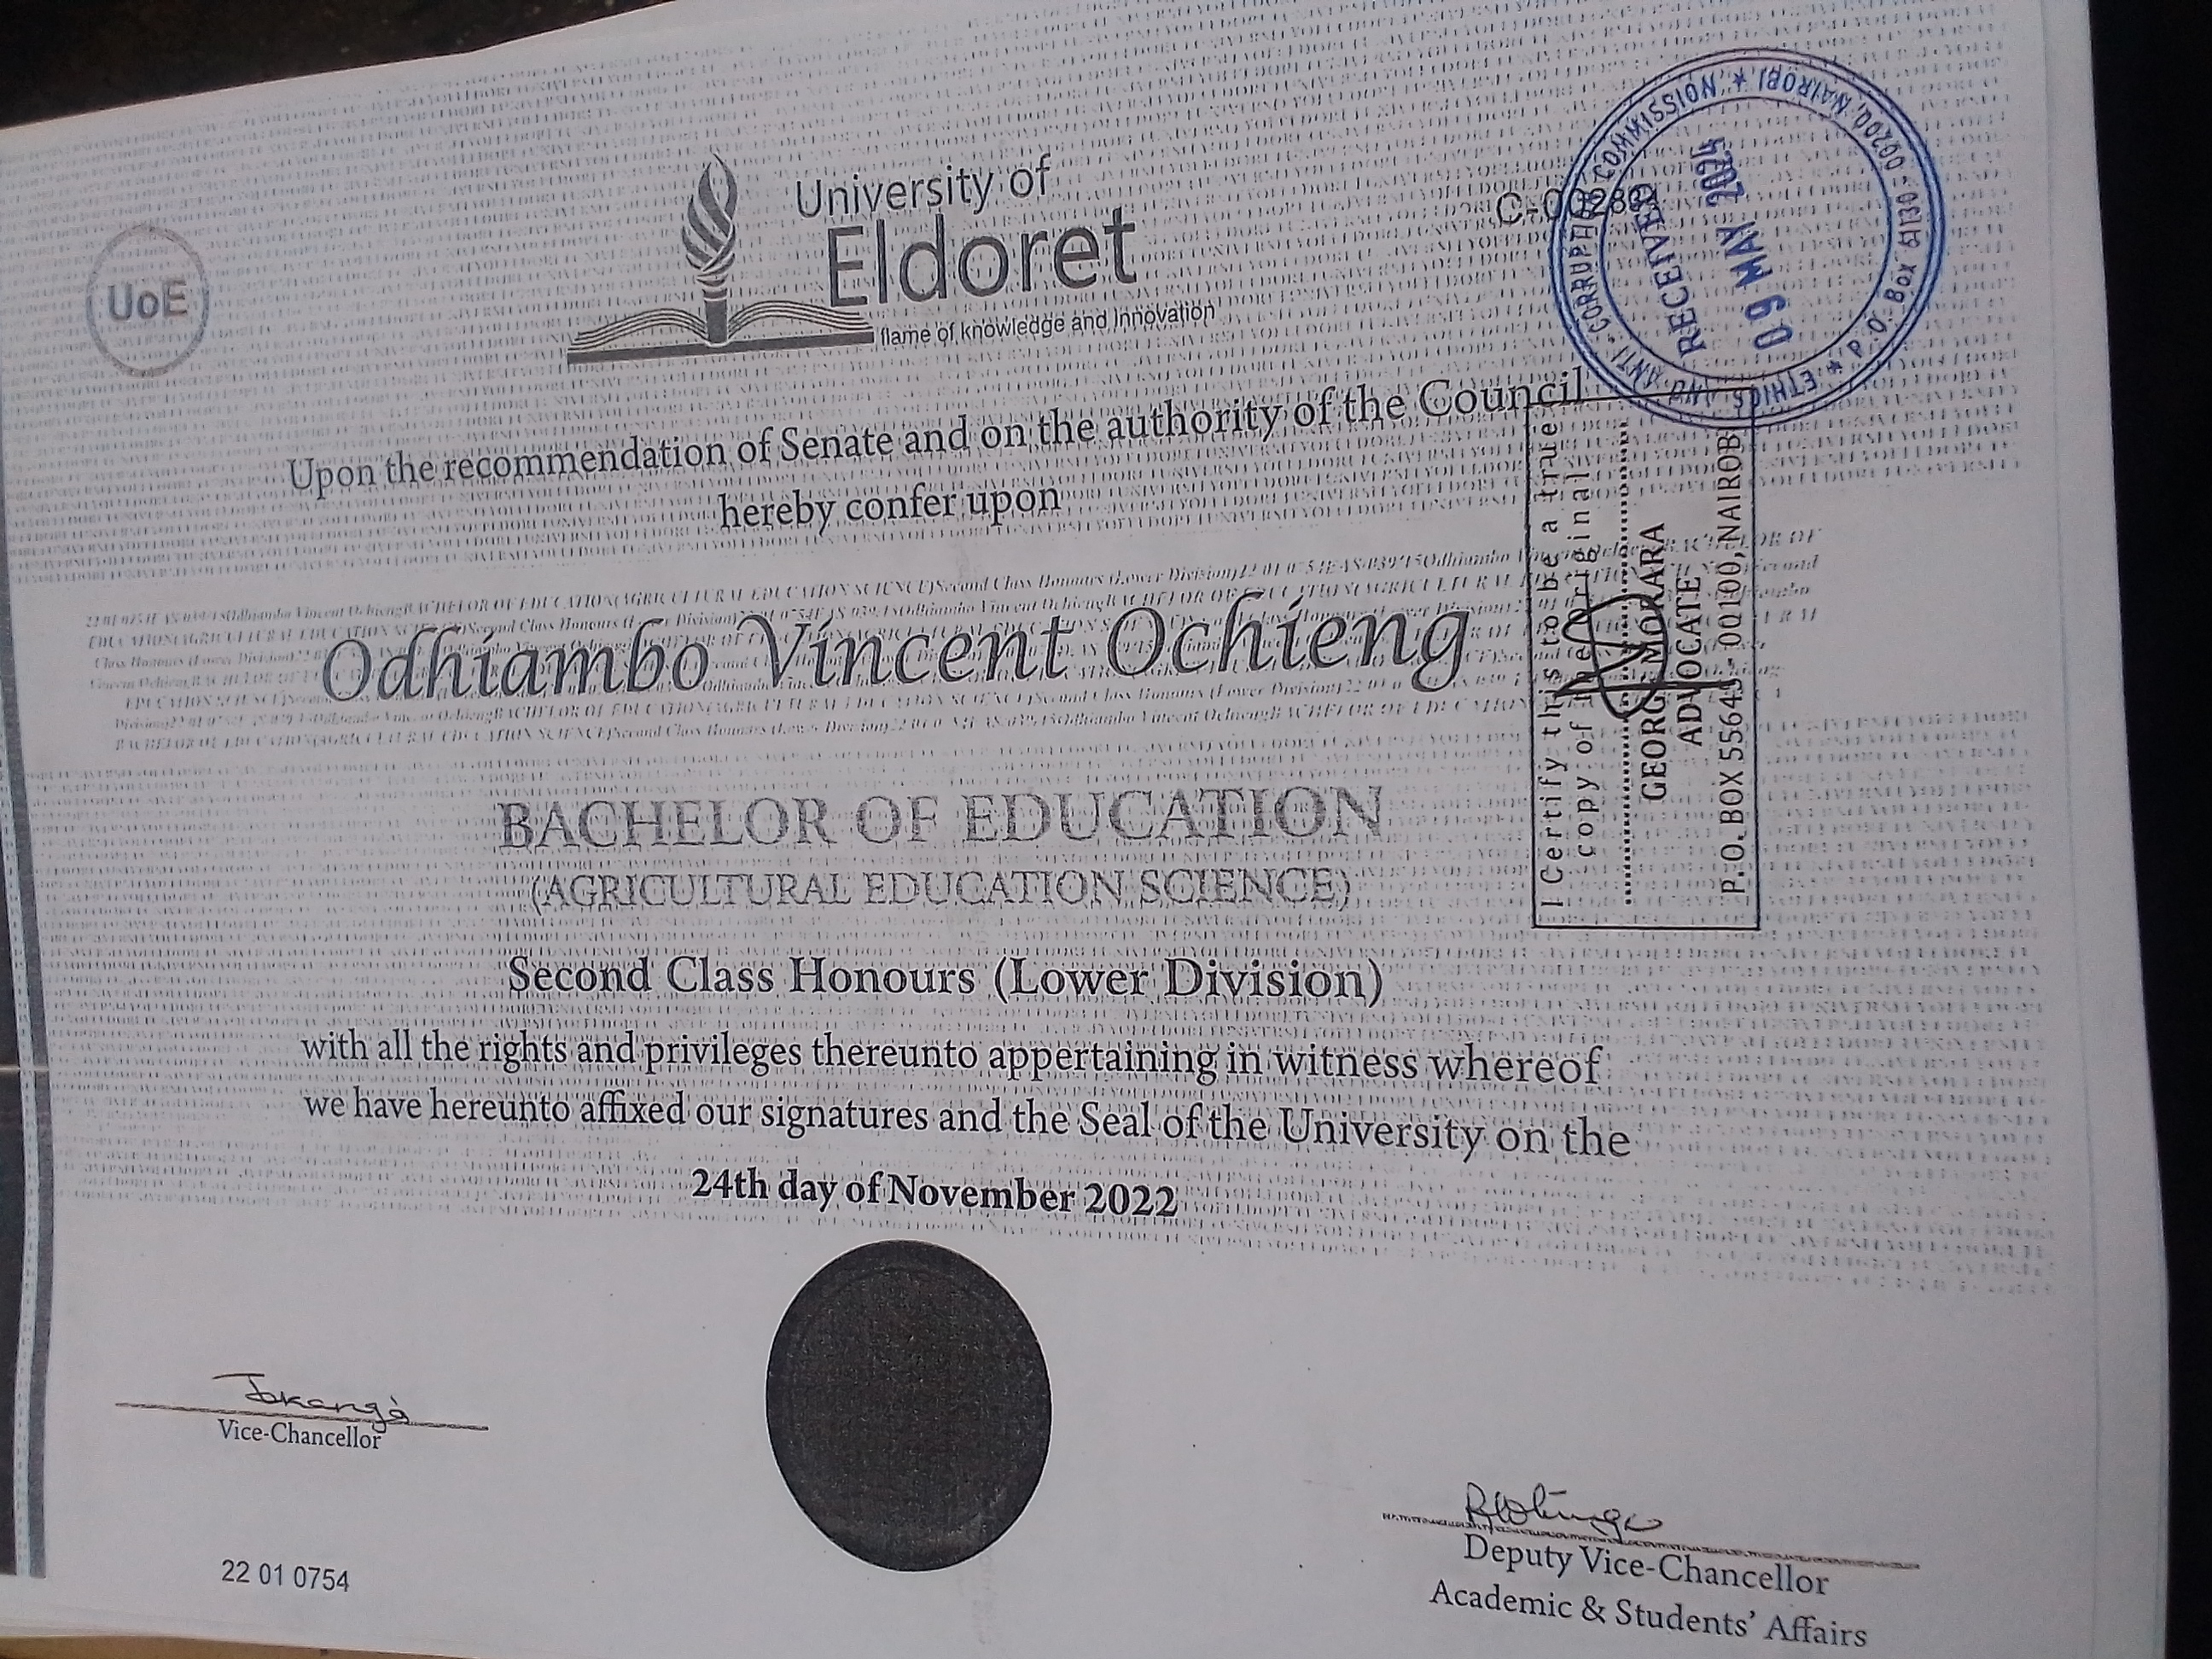 UoE
University of
Eldoret
flame of knowledge and Innovation
ETHICS AND ANTI-CORRUPTION COMMISSION * P.O. Box 61130-00200, NAIROBI *
RECEIVED
09 MAY 2024
Upon the recommendation of Senate and on the authority of the Council
hereby confer upon
Odhiambo Vincent Ochieng
BACHELOR OF EDUCATION
(AGRICULTURAL EDUCATION SCIENCE)
Second Class Honours (Lower Division)
with all the rights and privileges thereunto appertaining in witness whereof
we have hereunto affixed our signatures and the Seal of the University on the
24th day of November 2022
I Certify this to be a true
copy of the original
GEORGE MORARA
ADVOCATE
P.O. BOX 00100, NAIROBI
Vice-Chancellor
22 01 0754
Deputy Vice-Chancellor
Academic & Students' Affairs